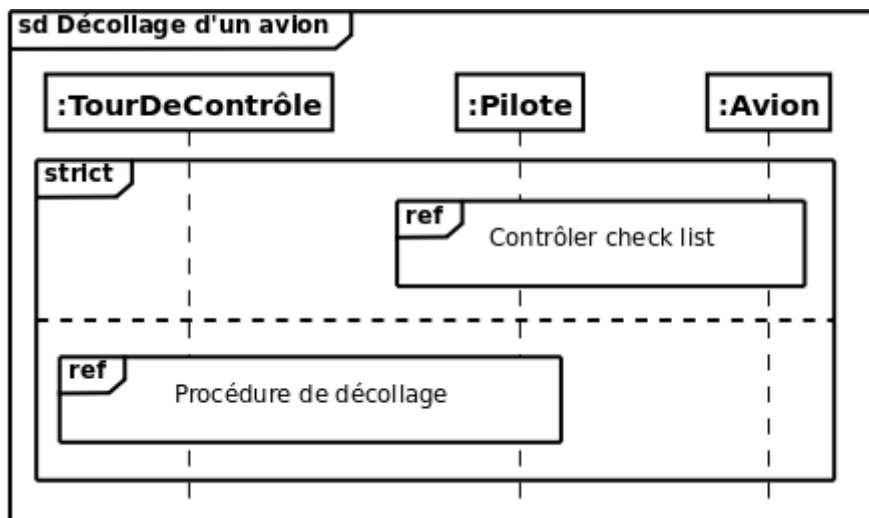 sd Décollage d'un avion
:TourDeContrôle
:Pilote
:Avion
strict
ref
Contrôler check list
ref
Procédure de décollage